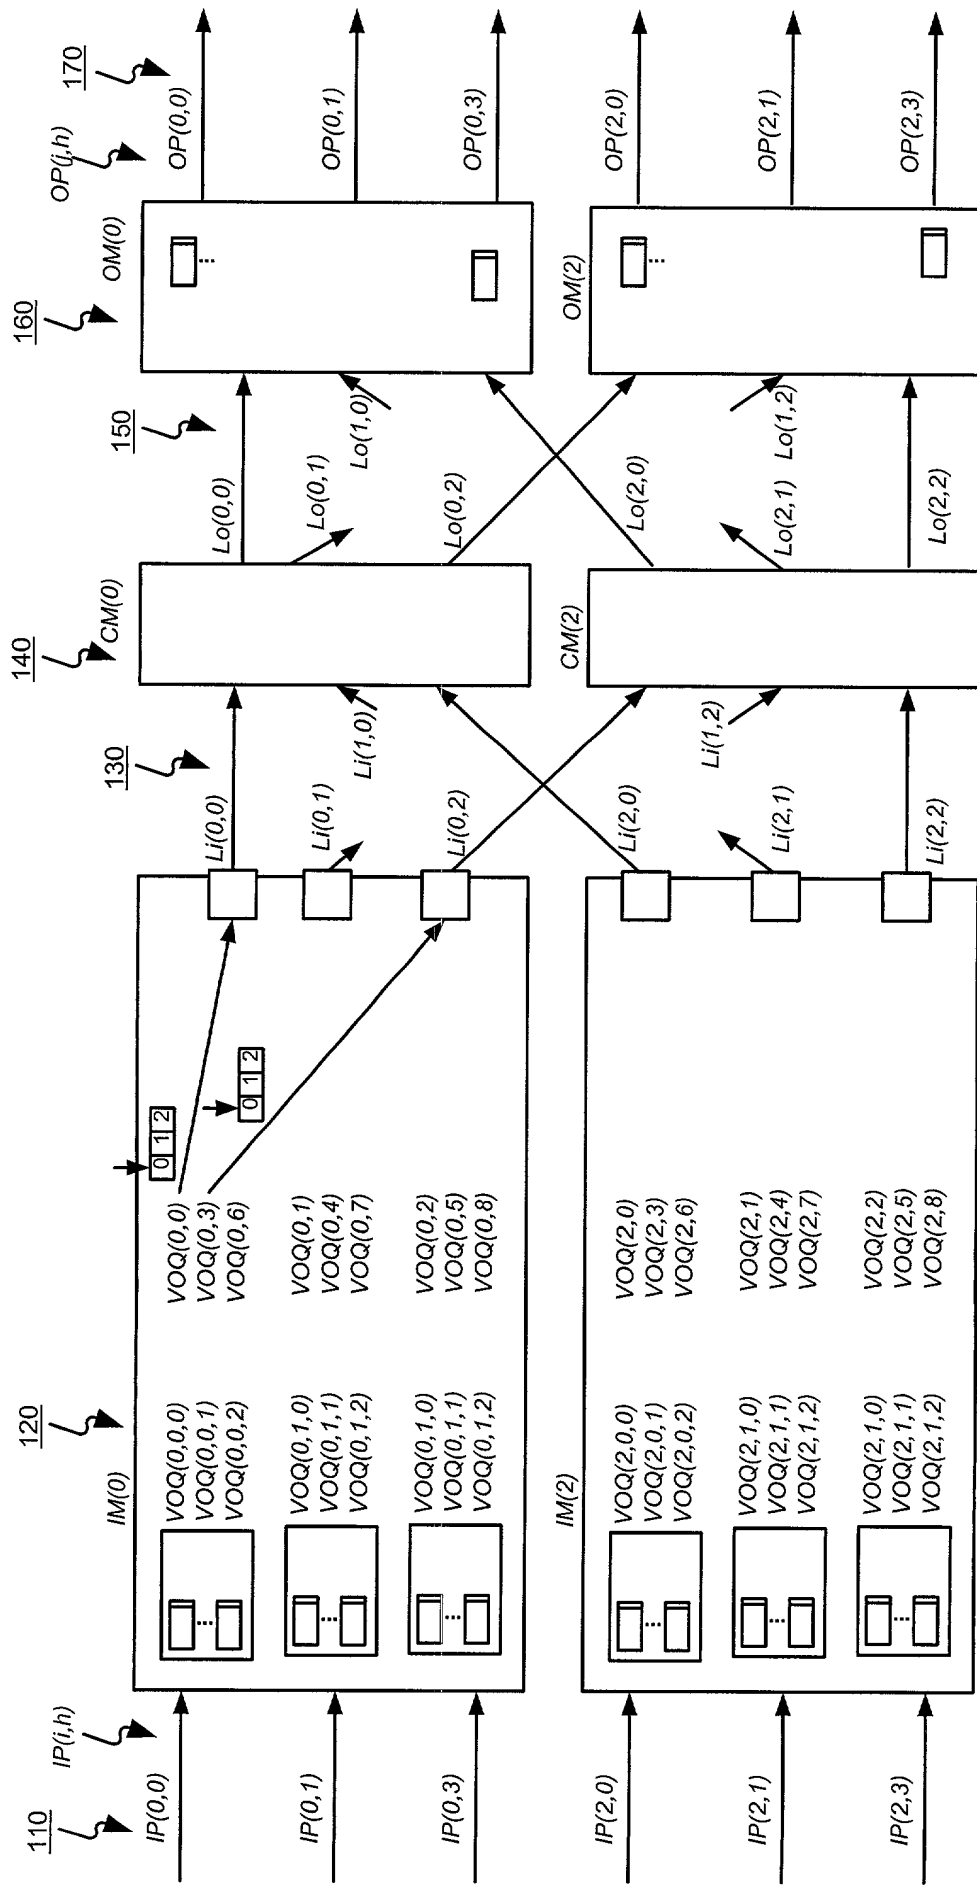 110
IP(i,h)
IP(0,0)
IP(0,1)
IP(0,3)
IP(2,0)
IP(2,1)
IP(2,3)
120
IM(0)
VOQ(0,0,0)
VOQ(0,0,1)
VOQ(0,0,2)
VOQ(0,1,0)
VOQ(0,1,1)
VOQ(0,1,2)
VOQ(0,1,0)
VOQ(0,1,1)
VOQ(0,1,2)
VOQ(0,0)
VOQ(0,3)
VOQ(0,6)
VOQ(0,1)
VOQ(0,4)
VOQ(0,7)
VOQ(0,2)
VOQ(0,5)
VOQ(0,8)
0 1 2
0 1 2
IM(2)
VOQ(2,0,0)
VOQ(2,0,1)
VOQ(2,0,2)
VOQ(2,1,0)
VOQ(2,1,1)
VOQ(2,1,2)
VOQ(2,1,0)
VOQ(2,1,1)
VOQ(2,1,2)
VOQ(2,0)
VOQ(2,3)
VOQ(2,6)
VOQ(2,1)
VOQ(2,4)
VOQ(2,7)
VOQ(2,2)
VOQ(2,5)
VOQ(2,8)
130
Li(0,0)
Li(0,1)
Li(0,2)
Li(2,0)
Li(2,1)
Li(2,2)
Li(1,0)
Li(1,2)
140
CM(0)
CM(2)
150
Lo(0,0)
Lo(0,1)
Lo(0,2)
Lo(2,0)
Lo(2,1)
Lo(2,2)
Lo(1,0)
Lo(1,2)
160
OM(0)
OM(2)
170
OP(j,h)
OP(0,0)
OP(0,1)
OP(0,3)
OP(2,0)
OP(2,1)
OP(2,3)